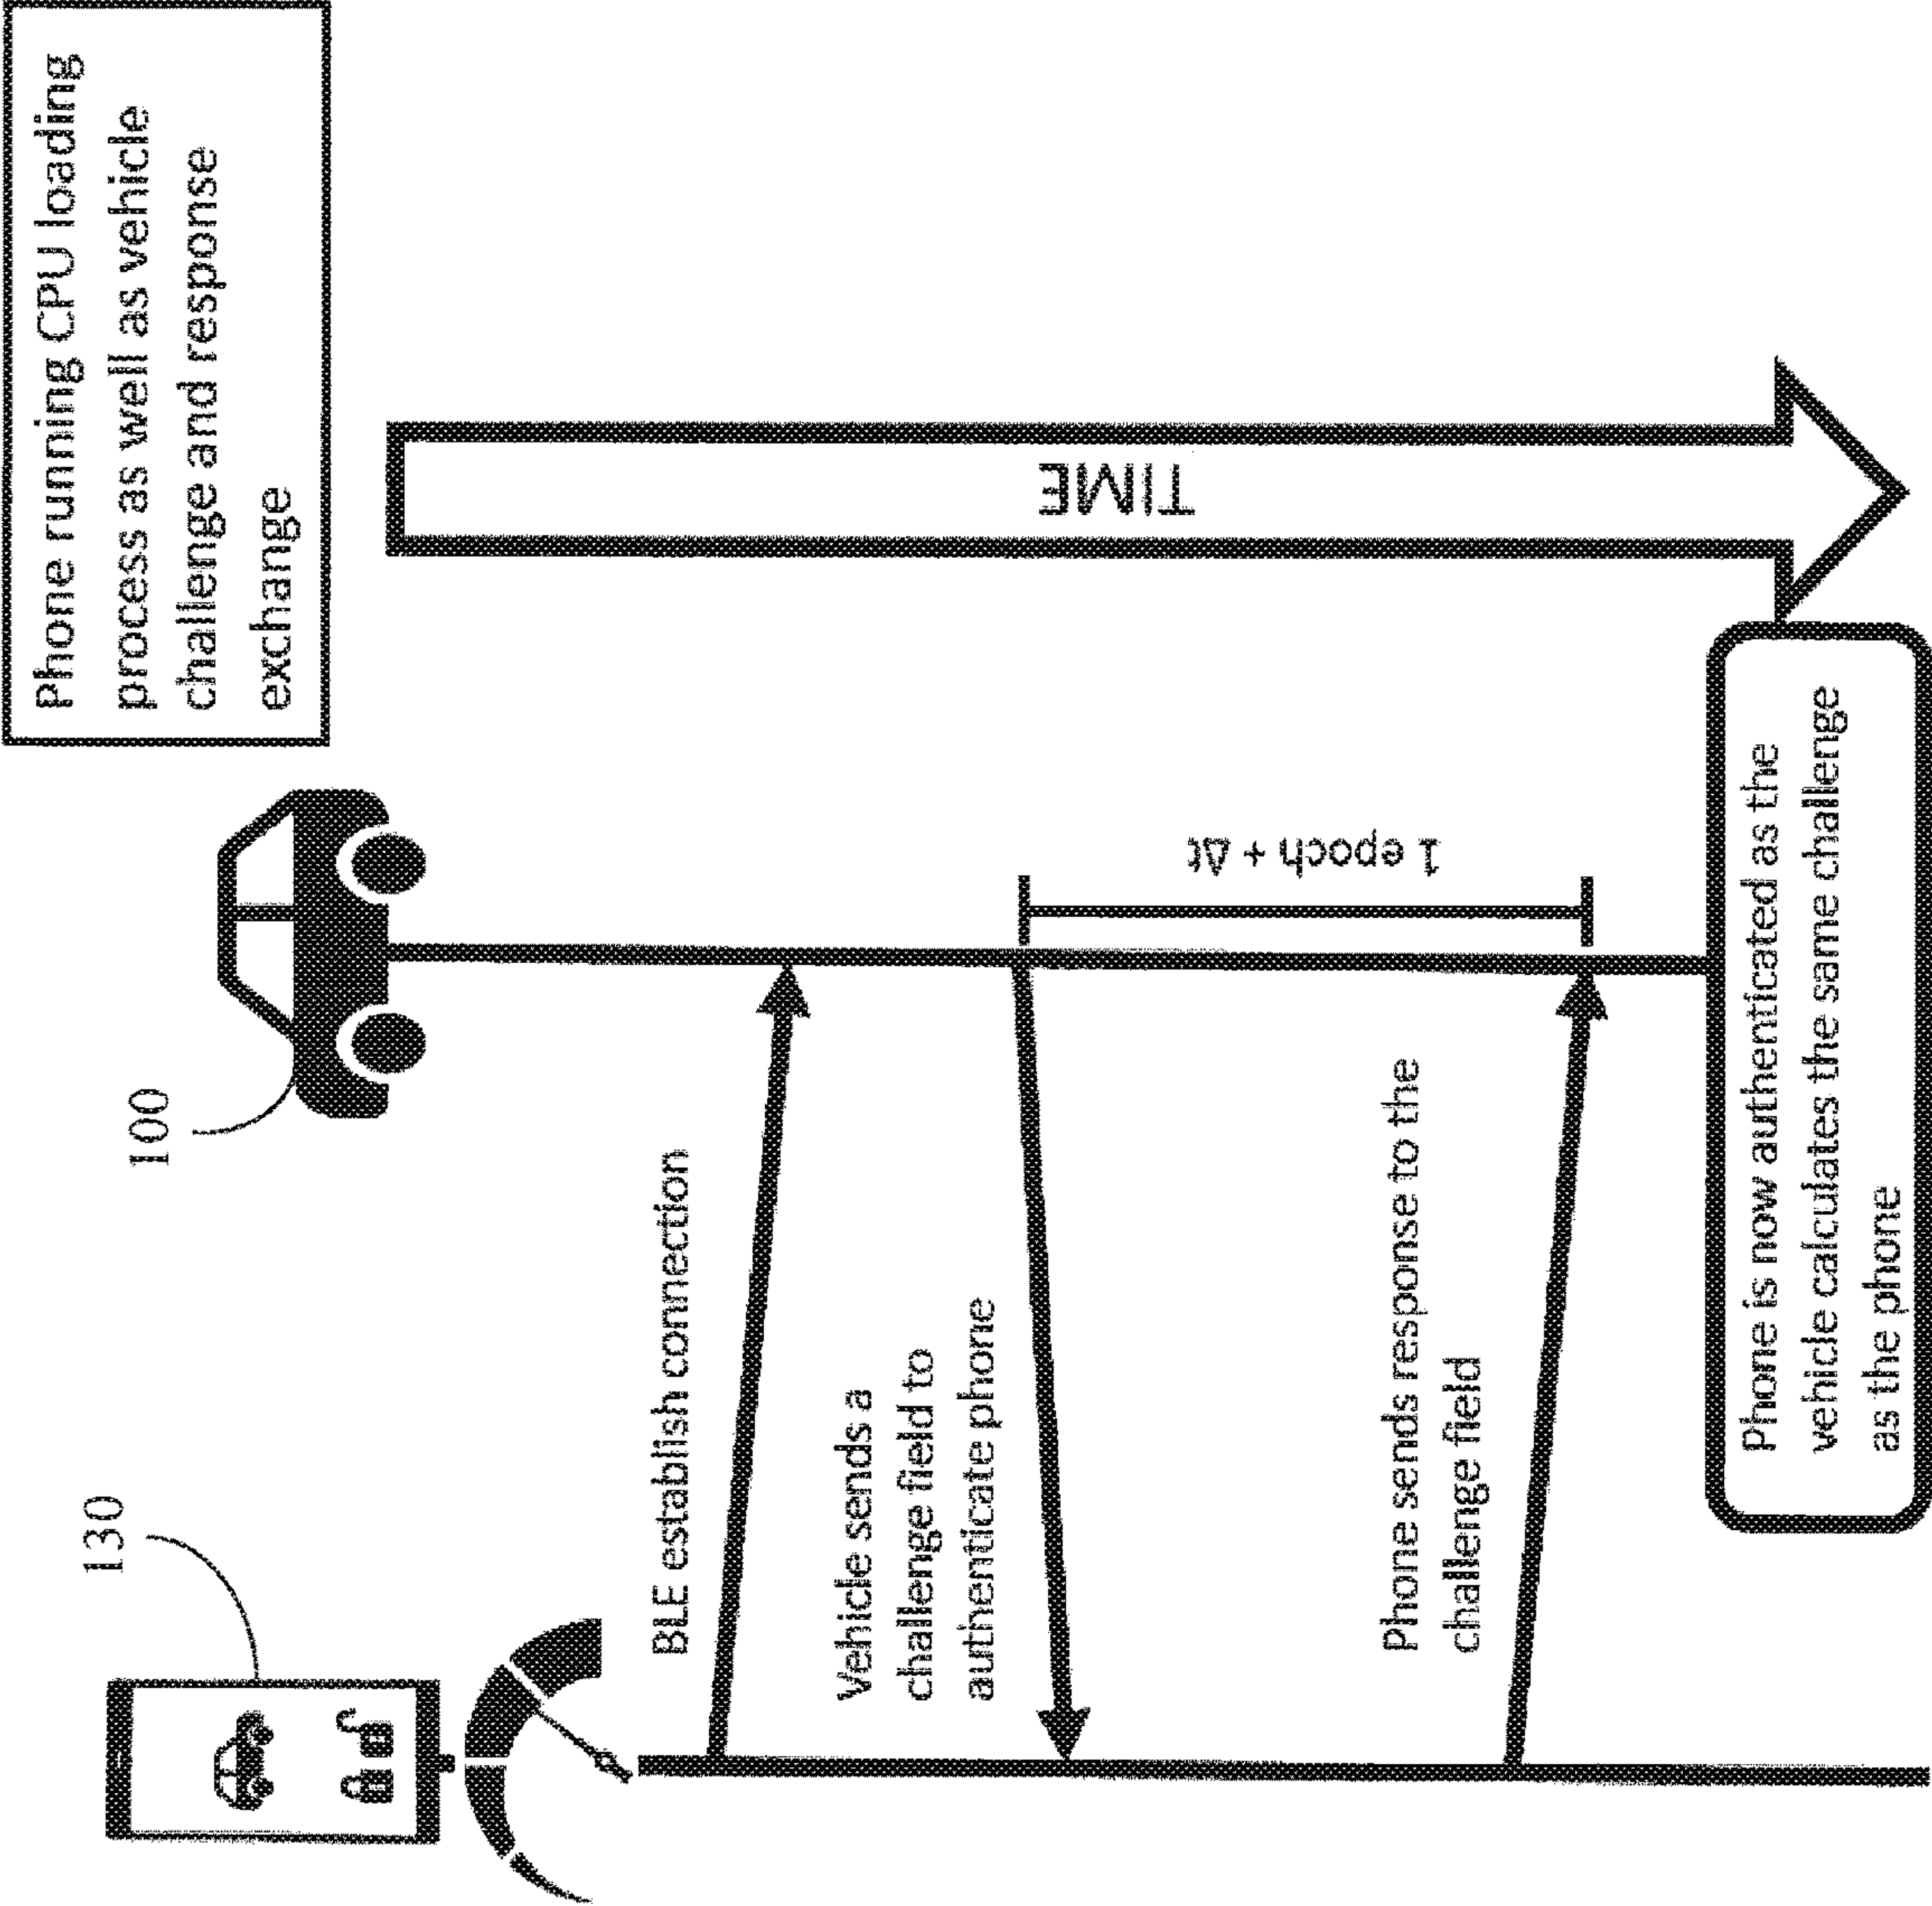 Phone running CPU loading
process as well as vehicle
challenge and response
exchange
130
100
BLE establish connection
Vehicle sends a
challenge field to
authenticate phone
TIME
1 epoch + Δt
Phone sends response to the
challenge field
Phone is now authenticated as the
vehicle calculates the same challenge
as the phone